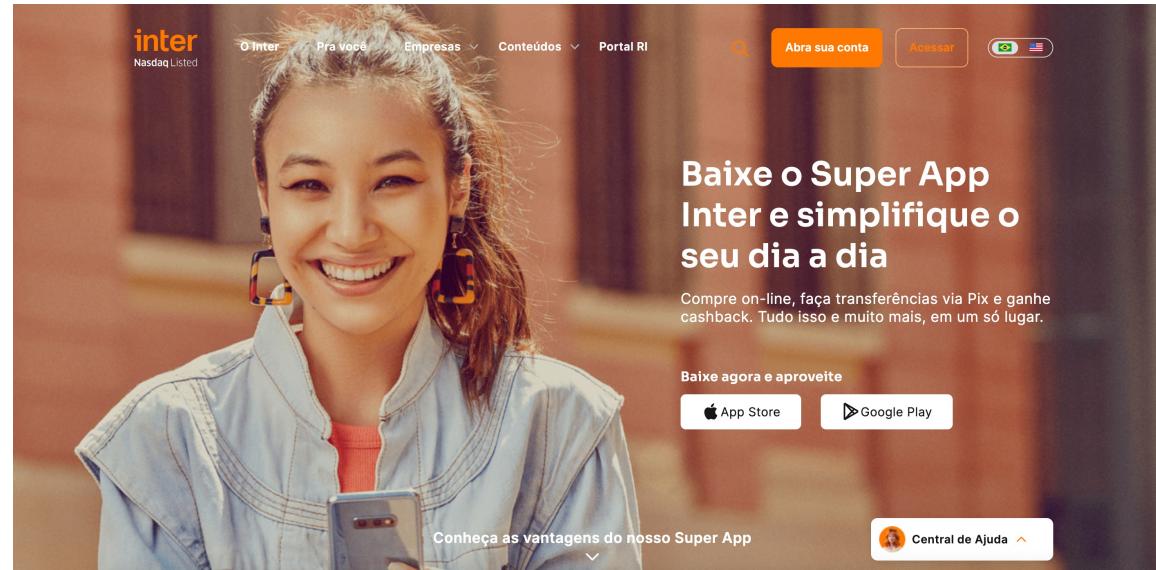 inter
Nasdaq Listed
O Inter
Pra você
Empresas
Conteúdos
Portal RI
Abra sua conta
Acessar
Baixe o Super App
Inter e simplifique o
seu dia a dia
Compre on-line, faça transferências via Pix e ganhe
cashback. Tudo isso e muito mais, em um só lugar.
Baixe agora e aproveite
App Store
Google Play
Conheça as vantagens do nosso Super App
Central de Ajuda